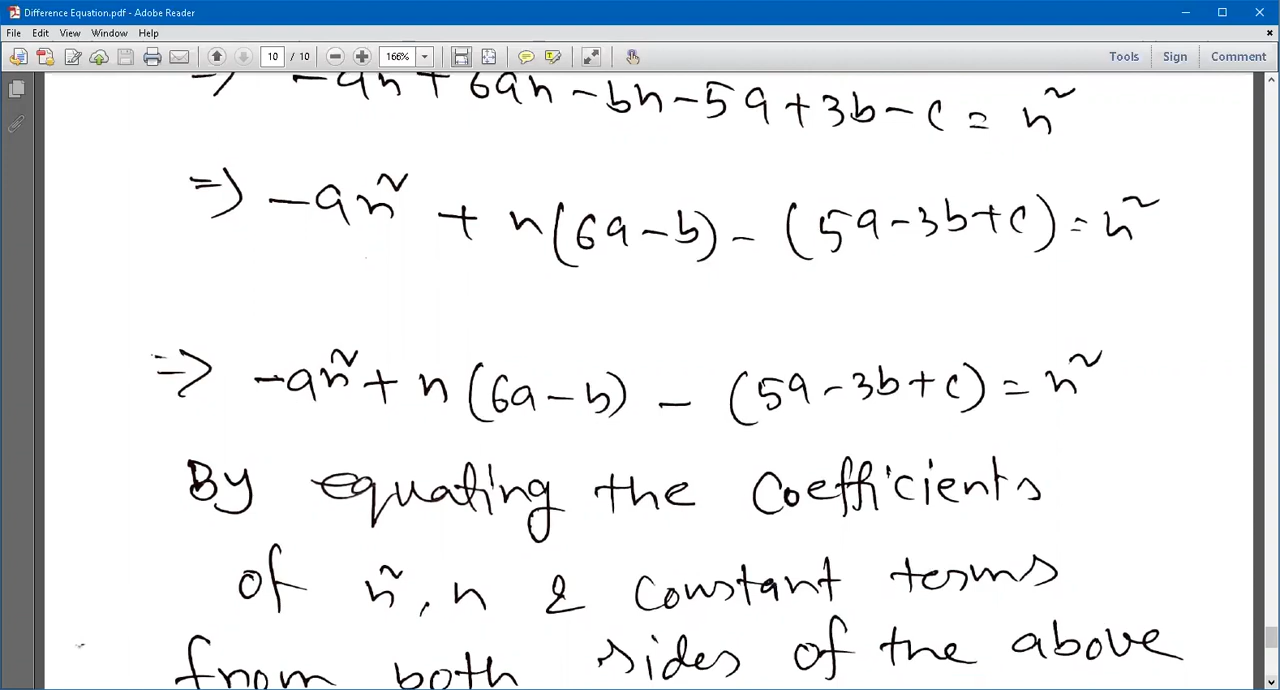 Difference Equation.pdf - Adobe Reader
File Edit View Window Help
10 / 10 166% Tools Sign Comment
=> -an + 6an - bn - 5a + 3b - c = n²
=> -an² + n(6a-b) - (5a-3b+c) = n²
=> -an² + n(6a-b) - (5a-3b+c) = n²
By equating the Coefficients
of n², n & constant terms
from both sides of the above